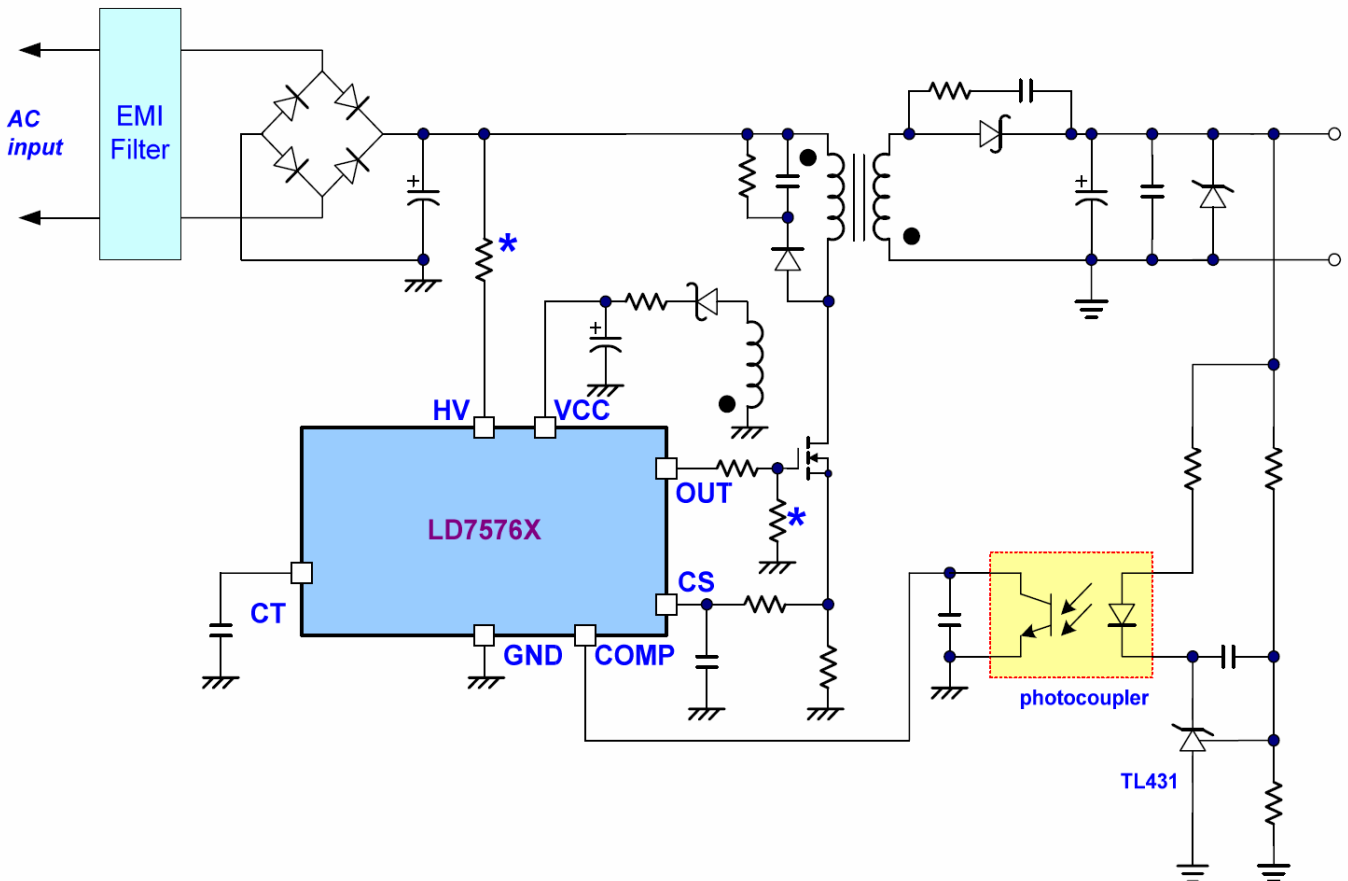 AC
input
EMI
Filter
*
HV
VCC
OUT
*
LD7576X
CS
CT
GND
COMP
photocoupler
TL431
+
+
+